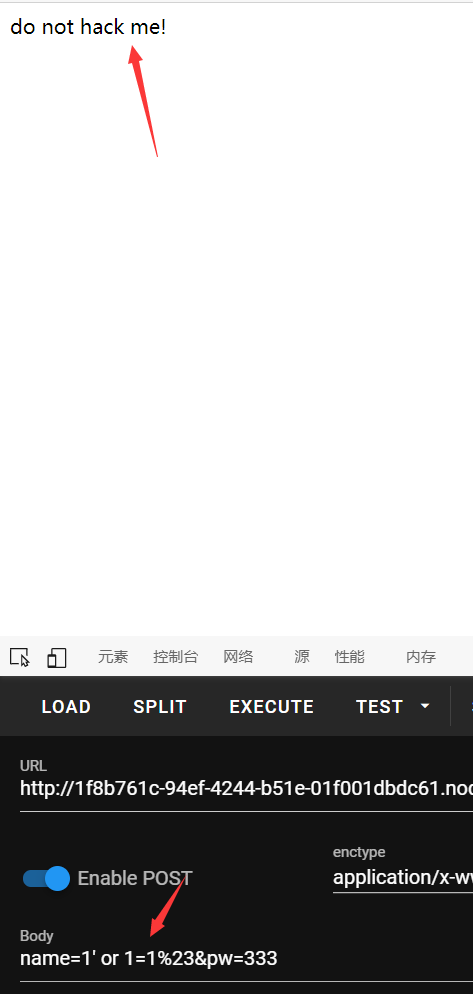 do not hack me!
元素 控制台 网络 源 性能 内存
LOAD SPLIT EXECUTE TEST
URL
http://1f8b761c-94ef-4244-b51e-01f001dbdc61.noc
enctype
Enable POST
application/x-w
Body
name=1' or 1=1%23&pw=333